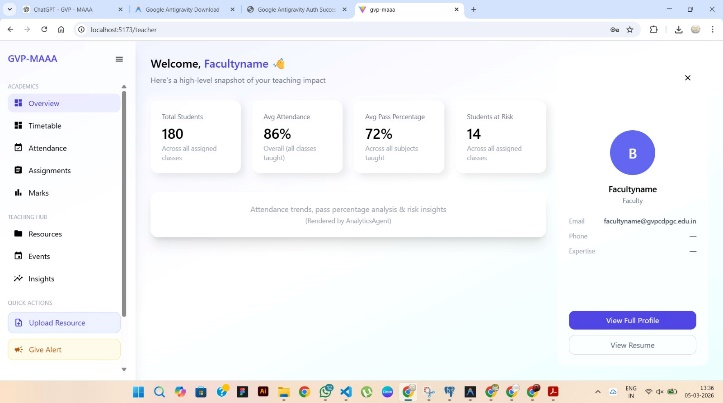 ChatGPT - GVP - MAAA
Google Antigravity Download
Google Antigravity Auth Succ
gvp-maaa
localhost:5173/teacher
GVP-MAAA
ACADEMICS
Overview
Timetable
Attendance
Assignments
Marks
TEACHING HUB
Resources
Events
Insights
QUICK ACTIONS
Upload Resource
Give Alert
Welcome, Facultyname 👋
Here's a high-level snapshot of your teaching impact
Total Students
180
Across all assigned
classes
Avg Attendance
86%
Overall (all classes
taught)
Avg Pass Percentage
72%
Across all subjects
taught
Students at Risk
14
Across all assigned
classes
Attendance trends, pass percentage analysis & risk insights
(Rendered by AnalyticsAgent)
B
Facultyname
Faculty
Email facultyname@gvpcdpgc.edu.in
Phone —
Expertise —
View Full Profile
View Resume
ENG
IN
13:36
05-03-2026